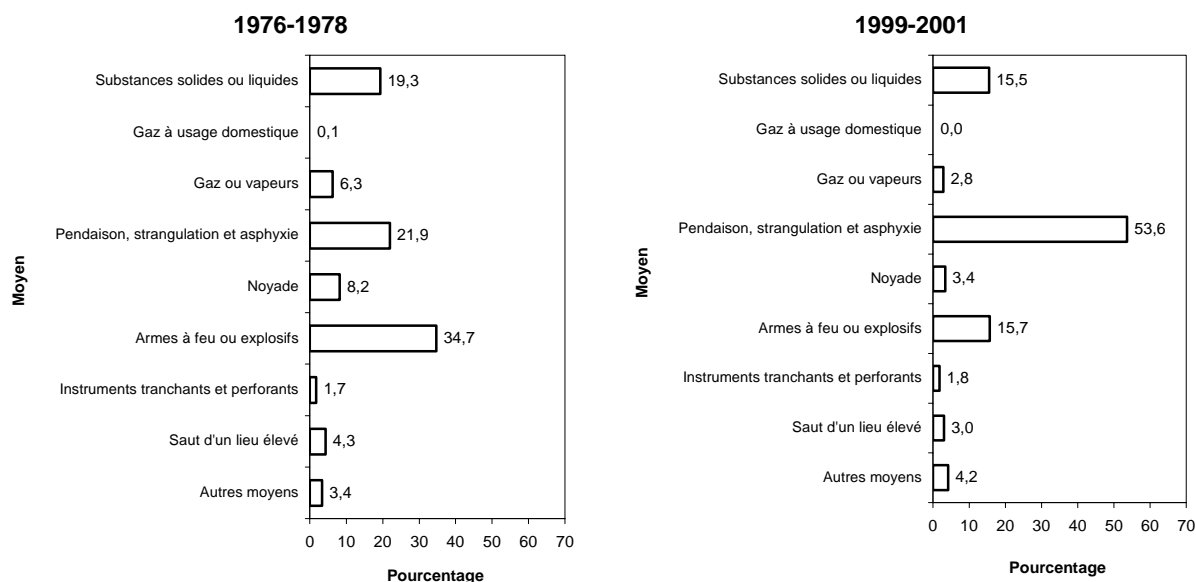 1976-1978
Moyen
Substances solides ou liquides 19,3
Gaz à usage domestique 0,1
Gaz ou vapeurs 6,3
Pendaison, strangulation et asphyxie 21,9
Noyade 8,2
Armes à feu ou explosifs 34,7
Instruments tranchants et perforants 1,7
Saut d'un lieu élevé 4,3
Autres moyens 3,4
0 10 20 30 40 50 60 70
Pourcentage
1999-2001
Moyen
Substances solides ou liquides 15,5
Gaz à usage domestique 0,0
Gaz ou vapeurs 2,8
Pendaison, strangulation et asphyxie 53,6
Noyade 3,4
Armes à feu ou explosifs 15,7
Instruments tranchants et perforants 1,8
Saut d'un lieu élevé 3,0
Autres moyens 4,2
0 10 20 30 40 50 60 70
Pourcentage